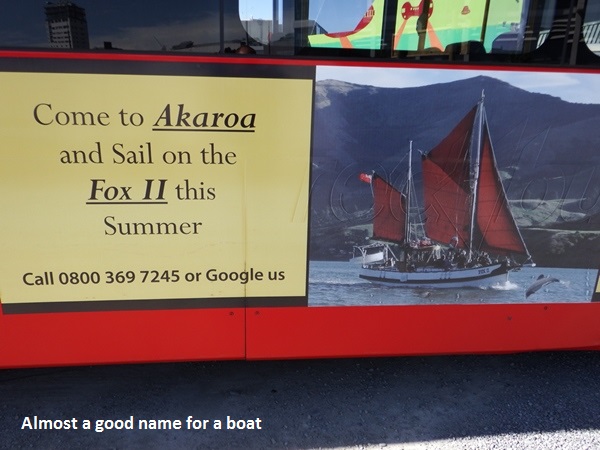 Come to Akaroa
and Sail on the
Fox II this
Summer
Call 0800 369 7245 or Google us
Almost a good name for a boat